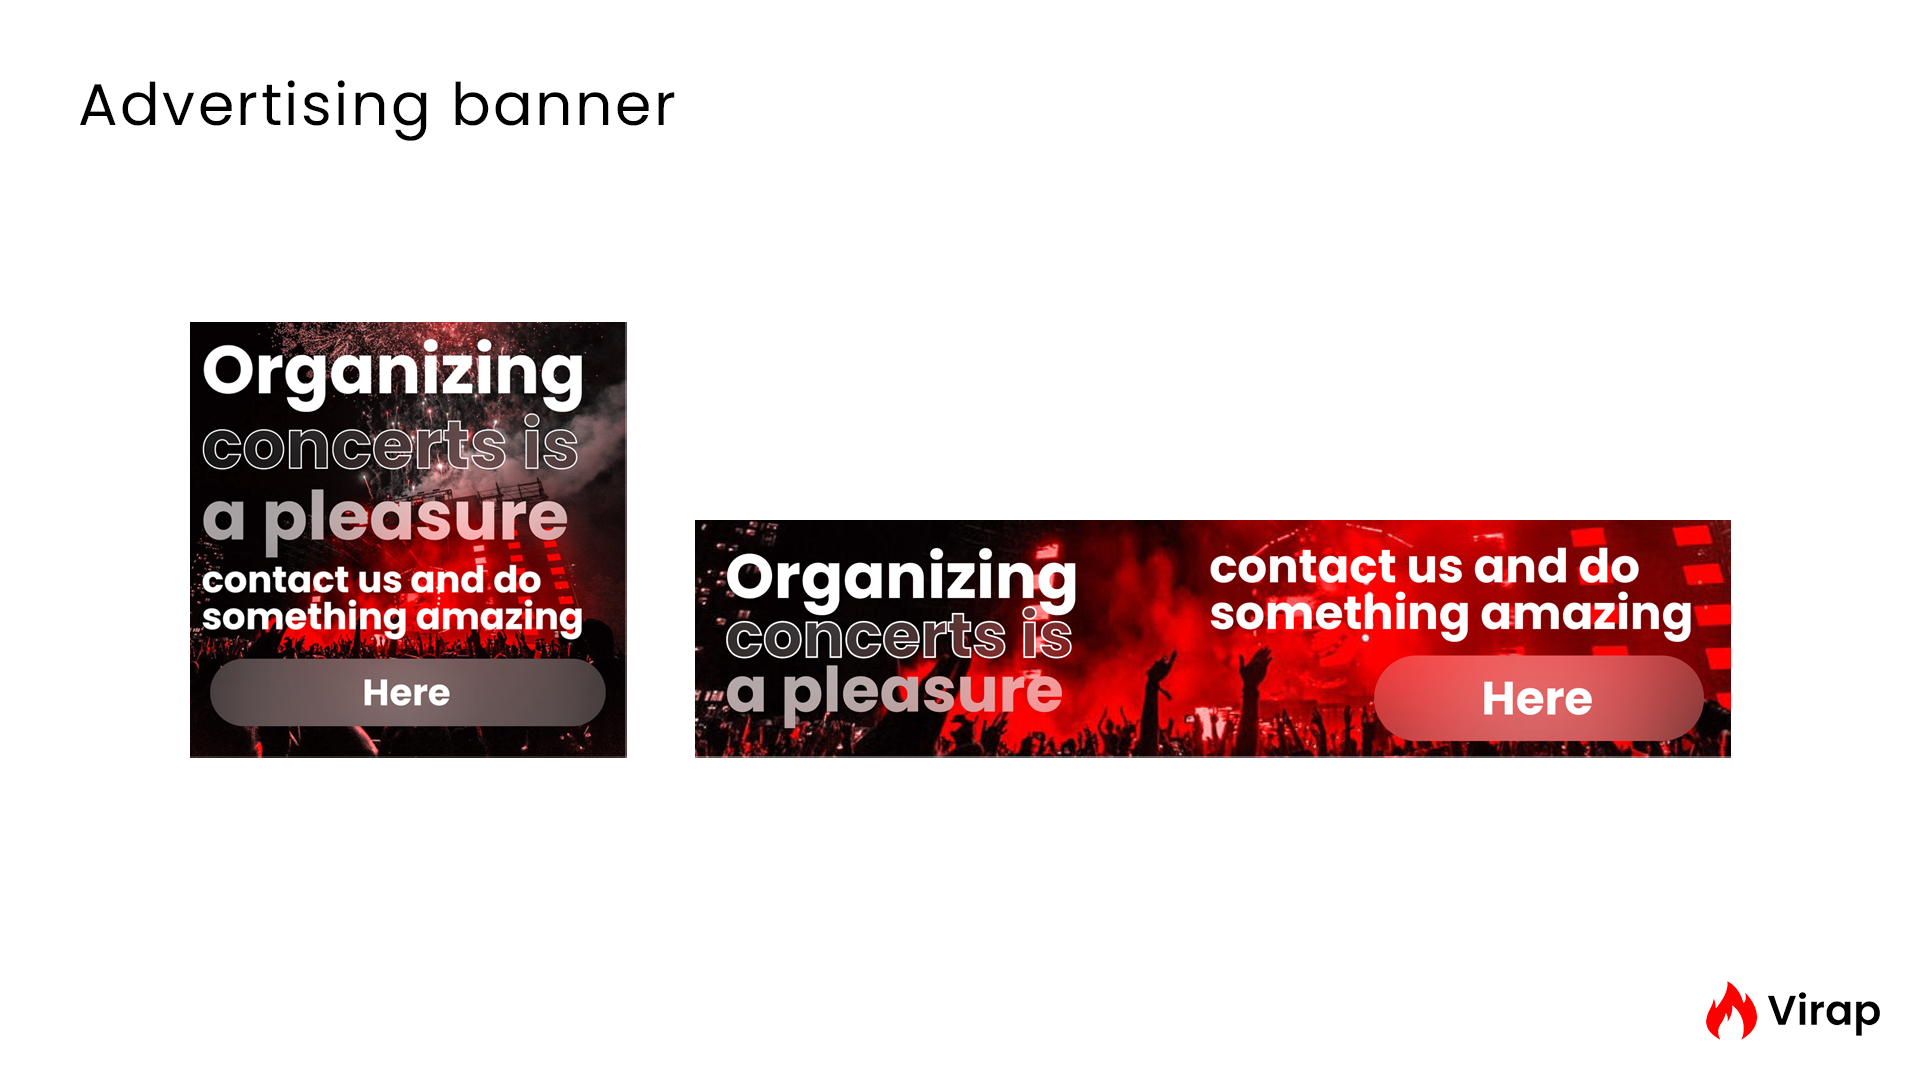 Advertising banner
Organizing
concerts is
a pleasure
contact us and do
something amazing
Here
Organizing
concerts is
a pleasure
contact us and do
something amazing
Here
Virap